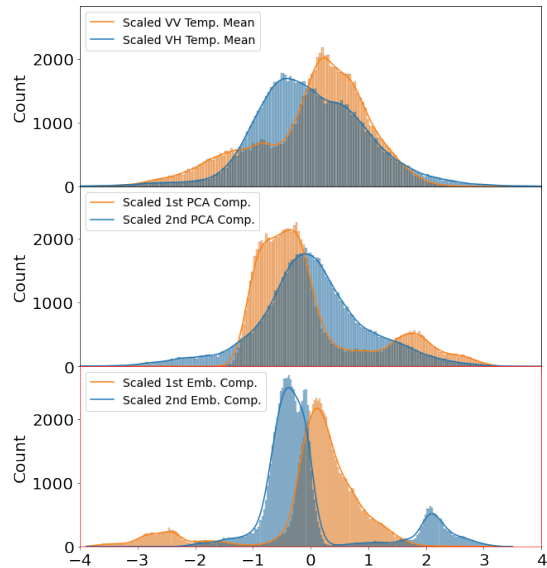 Scaled VV Temp. Mean
Scaled VH Temp. Mean
Count
2000
1000
0
Scaled 1st PCA Comp.
Scaled 2nd PCA Comp.
Count
2000
1000
0
Scaled 1st Emb. Comp.
Scaled 2nd Emb. Comp.
Count
2000
1000
0
−4 −3 −2 −1 0 1 2 3 4